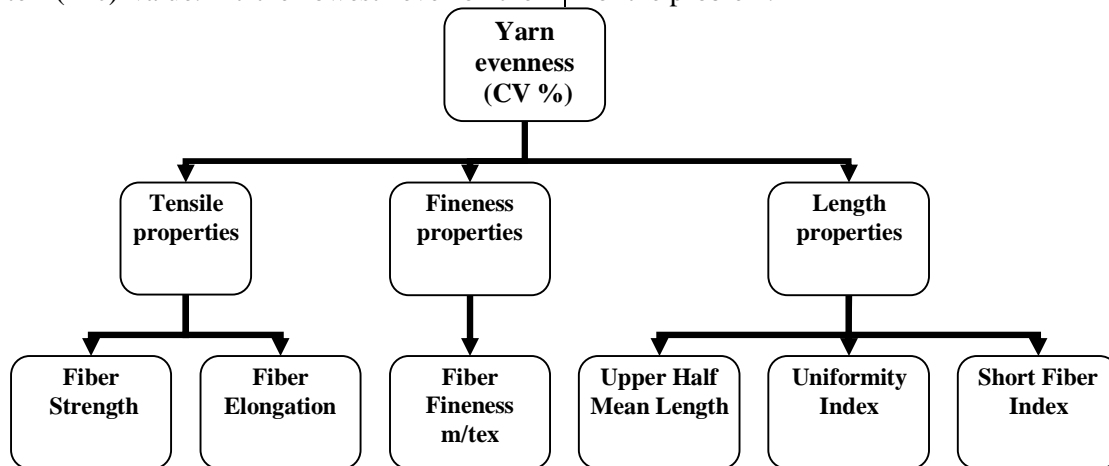 Yarn
evenness
(CV %)
Tensile
properties
Fineness
properties
Length
properties
Fiber
Strength
Fiber
Elongation
Fiber
Fineness
m/tex
Upper Half
Mean Length
Uniformity
Index
Short Fiber
Index